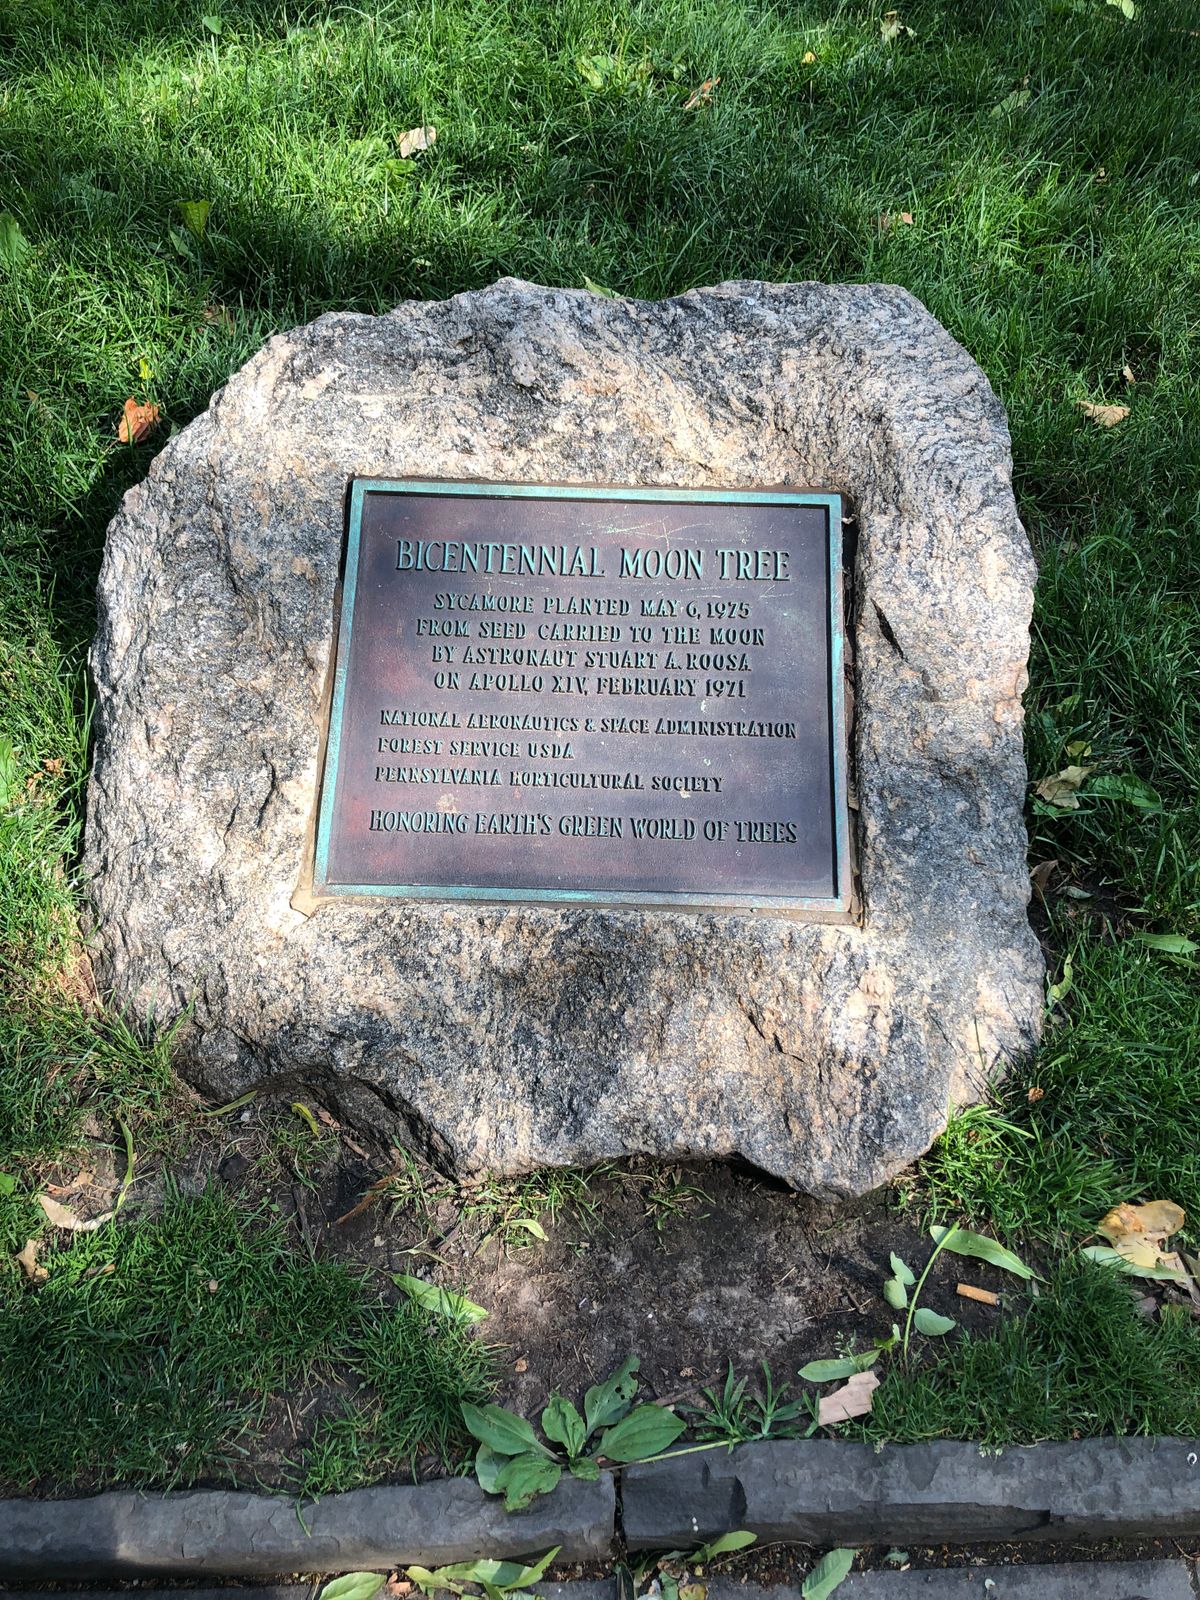 BICENTENNIAL MOON TREE
SYCAMORE PLANTED MAY 6, 1975
FROM SEED CARRIED TO THE MOON
BY ASTRONAUT STUART A. ROOSA
ON APOLLO XIV, FEBRUARY 1971
NATIONAL AERONAUTICS & SPACE ADMINISTRATION
FOREST SERVICE USDA
PENNSYLVANIA HORTICULTURAL SOCIETY
HONORING EARTH'S GREEN WORLD OF TREES